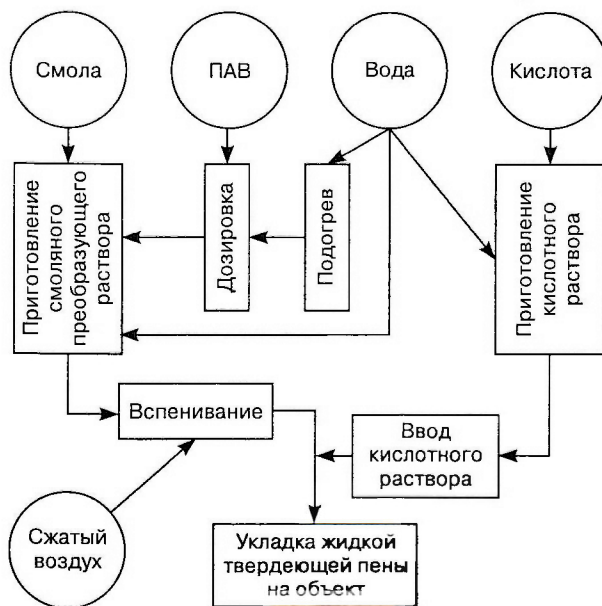 Смола
ПАВ
Вода
Кислота
Приготовление
смоляного
преобразующего
раствора
Дозировка
Подогрев
Приготовление
кислотного
раствора
Вспенивание
Ввод
кислотного
раствора
Сжатый
воздух
Укладка жидкой
твердеющей пены
на объект